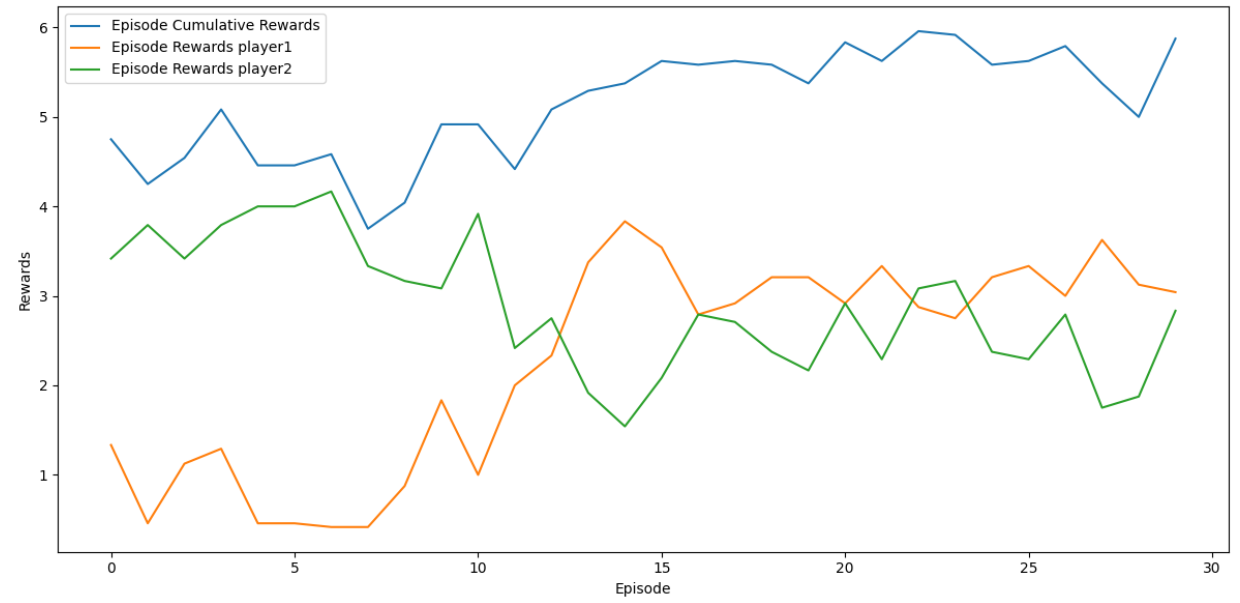 Episode Cumulative Rewards
Episode Rewards player1
Episode Rewards player2
6
5
4
3
2
1
Rewards
0 5 10 15 20 25 30
Episode